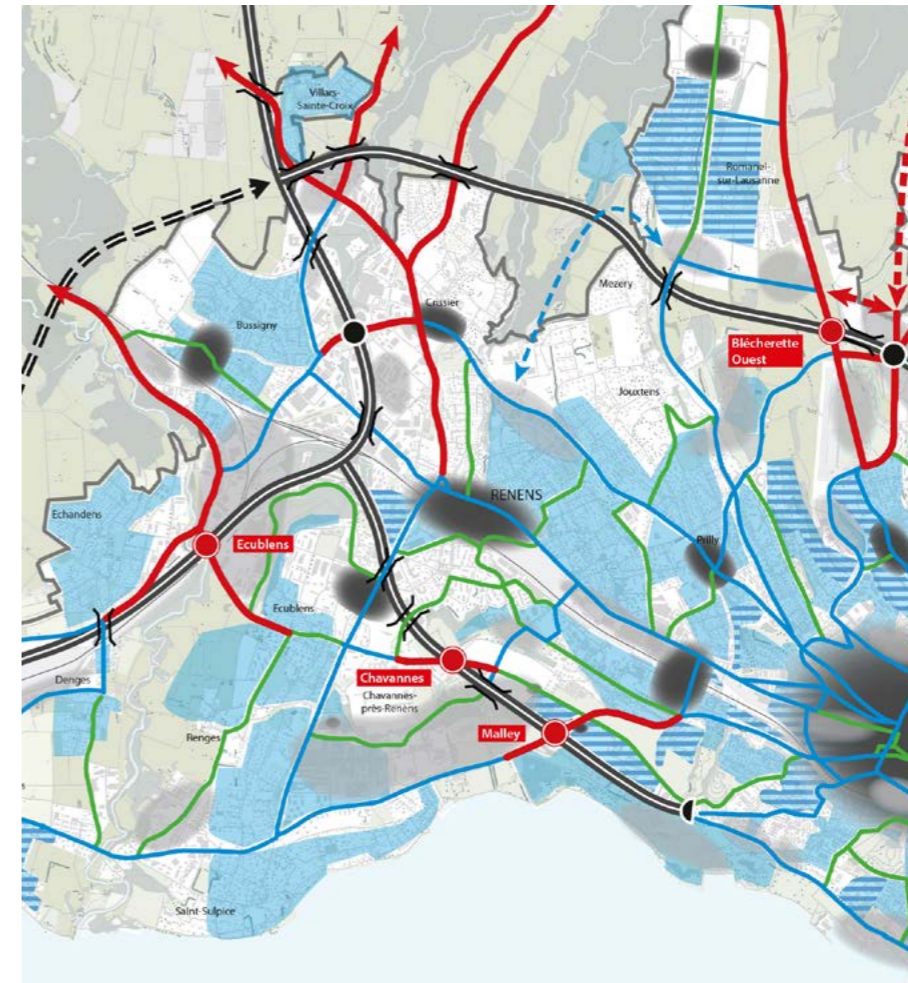 Villars-
Sainte-Croix
Romanel-
sur-Lausanne
Mezery
Crissier
Bussigny
Blécherette
Ouest
Jouxtens
RENENS
Echandens
Ecublens
Prilly
Ecublens
Denges
Chavannes
Chavannes-
près-Renens
Renges
Malley
Saint-Sulpice